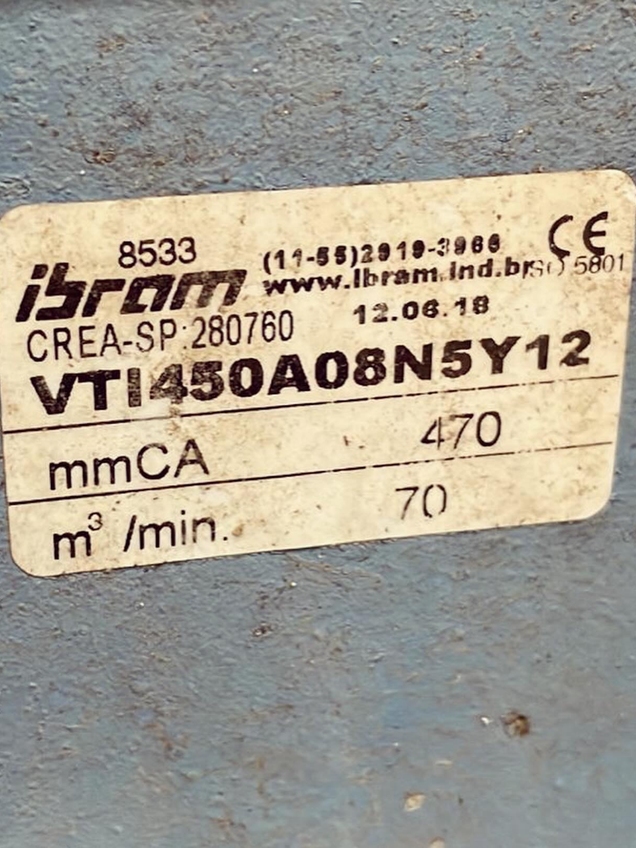 8533
(11-55)2919-3966
CE
ibram
www.Ibram.Ind.br
ISO 5801
CREA-SP:280760
12.06.18
VTI450A08N5Y12
mmCA 470
m³ /min. 70